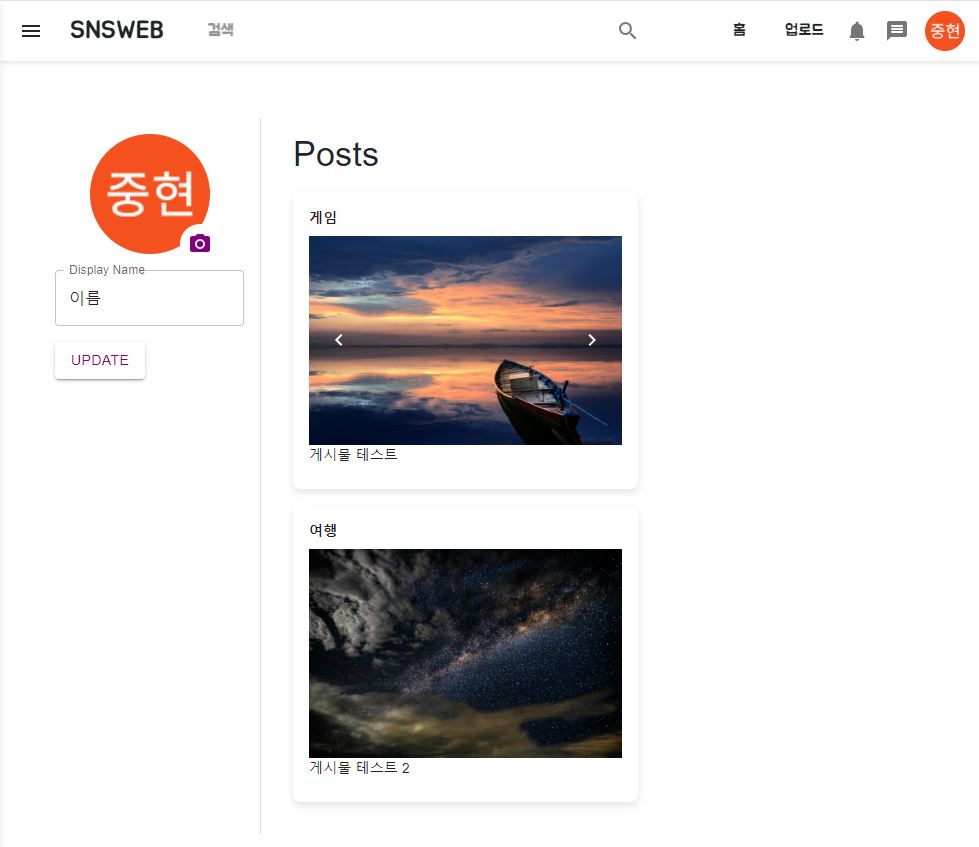 SNSWEB
검색
홈
업로드
중현
중현
Display Name
이름
UPDATE
Posts
게임
게시물 테스트
여행
게시물 테스트 2